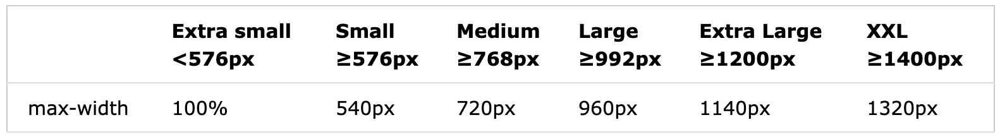 Extra small Small Medium Large Extra Large XXL
<576px ≥576px ≥768px ≥992px ≥1200px ≥1400px
max-width 100% 540px 720px 960px 1140px 1320px